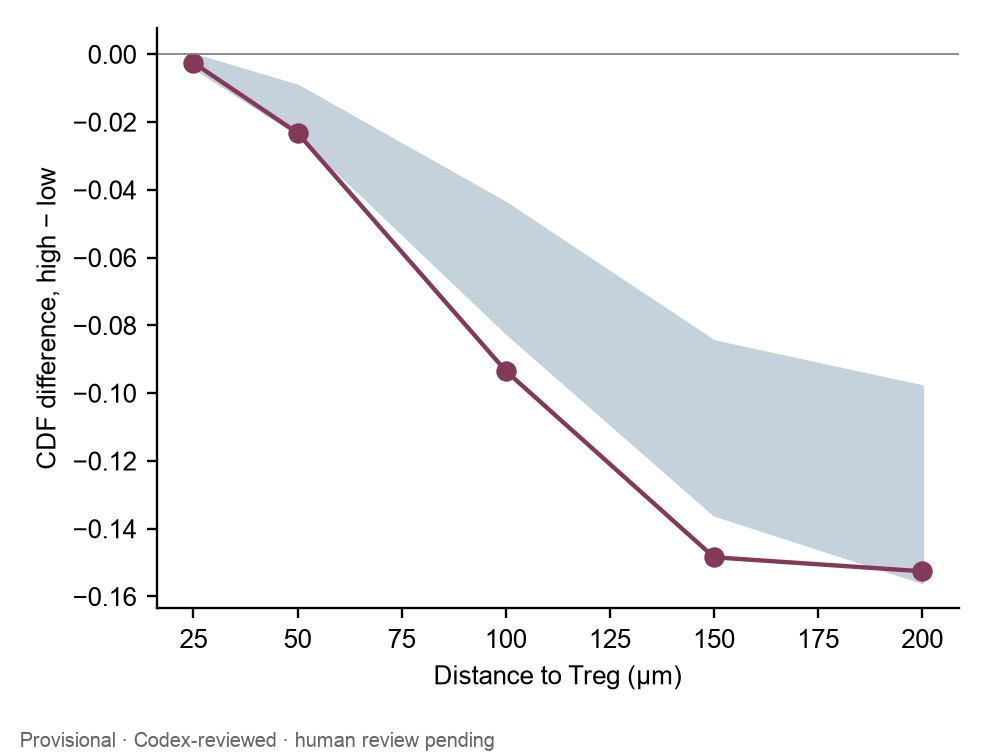 0.00
−0.02
−0.04
−0.06
−0.08
−0.10
−0.12
−0.14
−0.16
CDF difference, high − low
25 50 75 100 125 150 175 200
Distance to Treg (μm)
Provisional · Codex-reviewed · human review pending